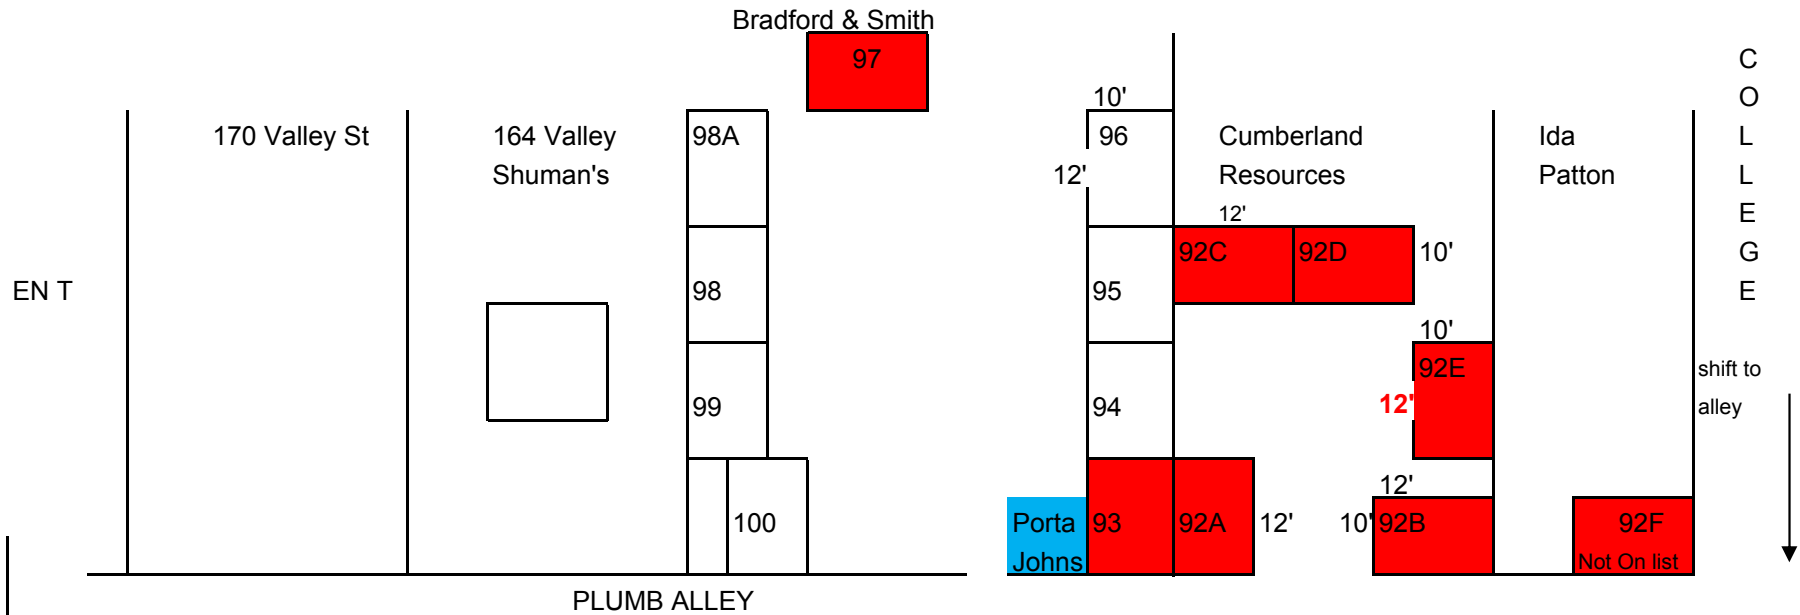 Bradford & Smith
97
C
O
L
L
E
G
E
10'
170 Valley St
164 Valley
Shuman's
98A
96
12'
Cumberland
Resources
Ida
Patton
12'
92C
92D
10'
EN T
98
95
10'
92E
12'
shift to
alley
99
94
12'
100
Porta
Johns
93
92A
12'
10'
92B
92F
Not On list
PLUMB ALLEY